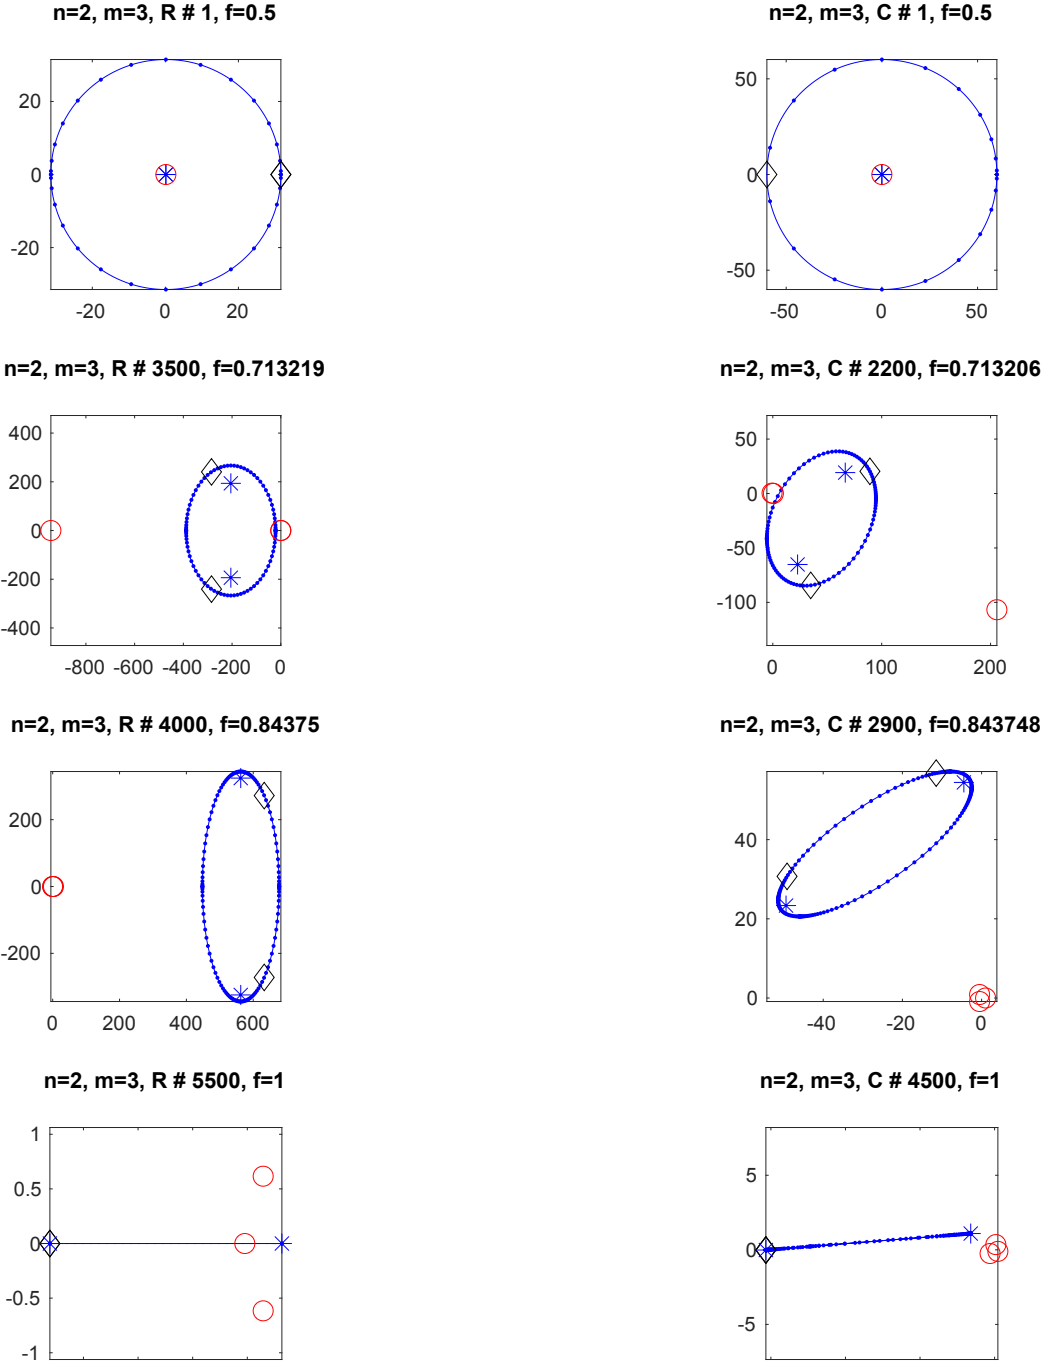 n=2, m=3, R # 1, f=0.5
n=2, m=3, C # 1, f=0.5
20
0
-20
-20 0 20
50
0
-50
-50 0 50
n=2, m=3, R # 3500, f=0.713219
n=2, m=3, C # 2200, f=0.713206
400
200
0
-200
-400
-800 -600 -400 -200 0
50
0
-50
-100
0 100 200
n=2, m=3, R # 4000, f=0.84375
n=2, m=3, C # 2900, f=0.843748
200
0
-200
0 200 400 600
40
20
0
-40 -20 0
n=2, m=3, R # 5500, f=1
n=2, m=3, C # 4500, f=1
1
0.5
0
-0.5
-1
5
0
-5